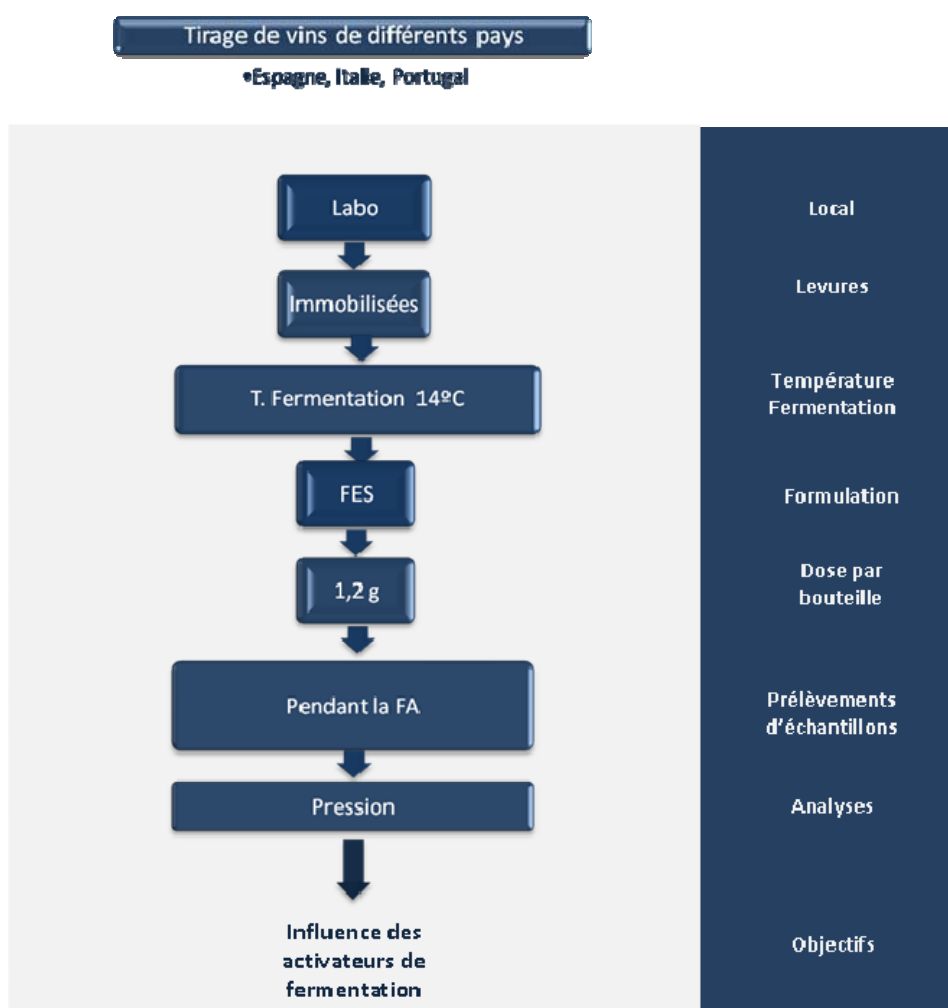 Tirage de vins de différents pays
•Espagne, Italie, Portugal
Labo
Local
Immobilisées
Levures
T. Fermentation 14ºC
Température
Fermentation
FES
Formulation
1,2 g
Dose par
bouteille
Pendant la FA
Prélèvements
d'échantillons
Pression
Analyses
Influence des
activateurs de
fermentation
Objectifs